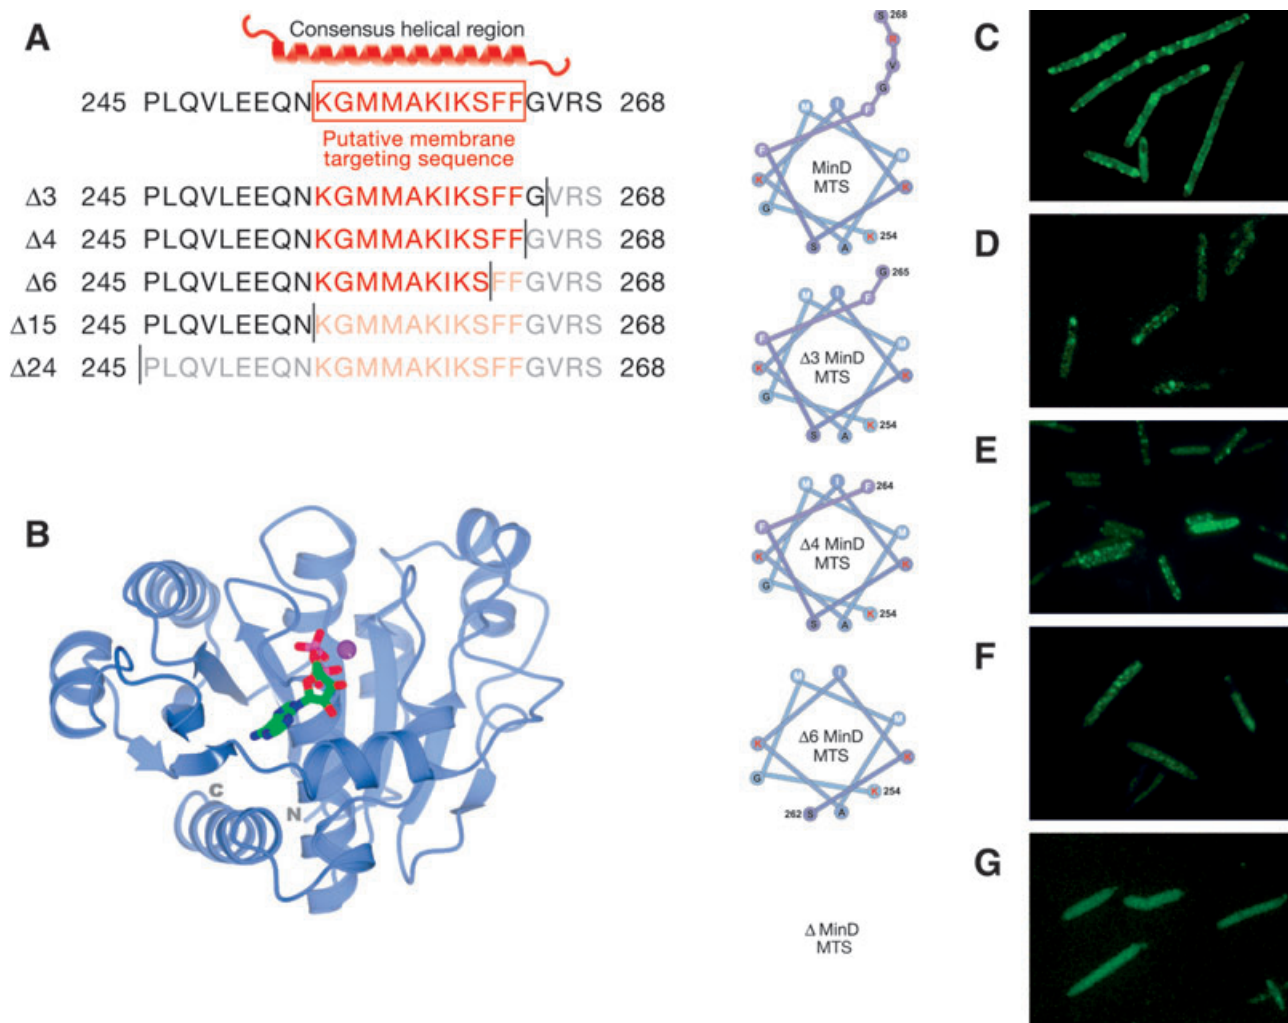 A
Consensus helical region
245 PLQVLEEQNKGMMAKIKSFFGVRS 268
Putative membrane
targeting sequence
Δ3 245 PLQVLEEQNKGMMAKIKSFFGVRS 268
Δ4 245 PLQVLEEQNKGMMAKIKSFFGVRS 268
Δ6 245 PLQVLEEQNKGMMAKIKSFFGVRS 268
Δ15 245 PLQVLEEQNKGMMAKIKSFFGVRS 268
Δ24 245 PLQVLEEQNKGMMAKIKSFFGVRS 268
B
C
N
S 268
R
V
G
F
M
I
F
M
K
K
G
K 254
S
A
MinD
MTS
G 265
F
M
I
F
M
K
K
G
K 254
S
A
Δ3 MinD
MTS
M
I
F 264
F
M
K
K
G
K 254
S
A
Δ4 MinD
MTS
M
I
M
K
K
G
K 254
262 S
A
Δ6 MinD
MTS
Δ MinD
MTS
C
D
E
F
G